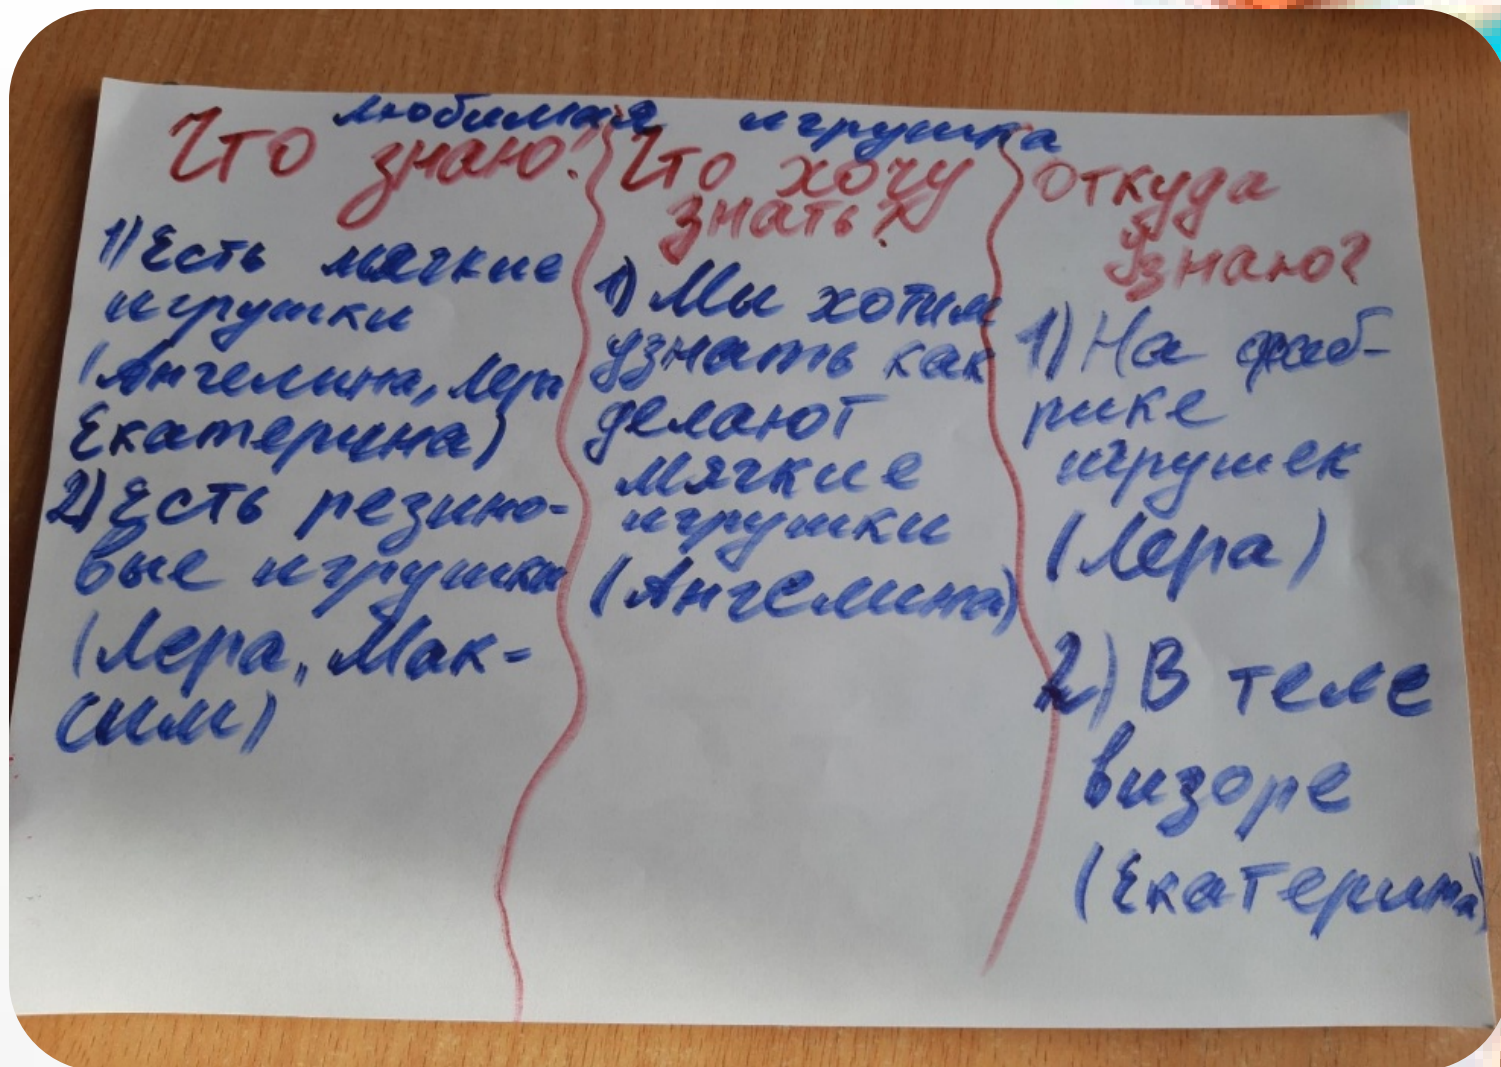 любимая игрушка
Что знаю?
1) Есть мягкие
игрушки
(Ангелина, Лера
Екатерина)
2) Есть резино-
вые игрушки
(Лера, Мак-
сим)
Что хочу
знать?
1) Мы хотим
узнать как
делают
мягкие
игрушки
(Ангелина)
Откуда
Узнаю?
1) На фаб-
рике
игрушек
(Лера)
2) В теле
визоре
(Екатерина)